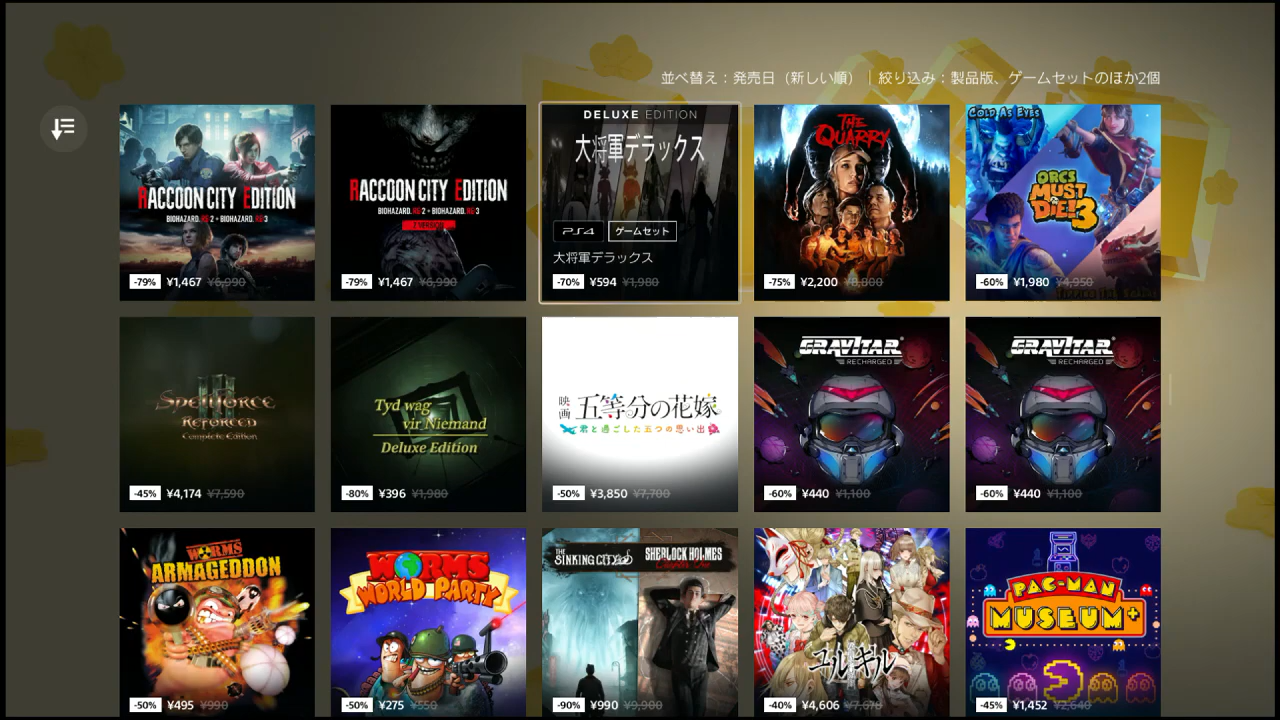 並べ替え：発売日（新しい順）｜絞り込み：製品版、ゲームセットのほか2個
RACCOON CITY EDITION
BIOHAZARD RE:2 + BIOHAZARD RE:3
-79% ¥1,467 ¥6,990
RACCOON CITY EDITION
BIOHAZARD RE:2 + BIOHAZARD RE:3
Z VERSION
-79% ¥1,467 ¥6,990
DELUXE EDITION
大将軍デラックス
PS4 ゲームセット
大将軍デラックス
-70% ¥594 ¥1,980
THE
QUARRY
-75% ¥2,200 ¥8,800
COLD AS EYES
ORCS
MUST
DIE! 3
-60% ¥1,980 ¥4,950
SPELLFORCE
III
REFORCED
Complete Edition
-45% ¥4,174 ¥7,590
Tyd wag
vir Niemand
Deluxe Edition
-80% ¥396 ¥1,980
映画 五等分の花嫁
君と過ごした五つの思い出
-50% ¥3,850 ¥7,700
GRAVITAR
RECHARGED
-60% ¥440 ¥1,100
GRAVITAR
RECHARGED
-60% ¥440 ¥1,100
WORMS
ARMAGEDDON
-50% ¥495 ¥990
WORMS
WORLD PARTY
-50% ¥275 ¥550
THE
SINKING CITY
SHERLOCK HOLMES
Chapter One
-90% ¥990 ¥9,900
ユルキル
-40% ¥4,606 ¥7,678
PAC-MAN
MUSEUM+
-45% ¥1,452 ¥2,640